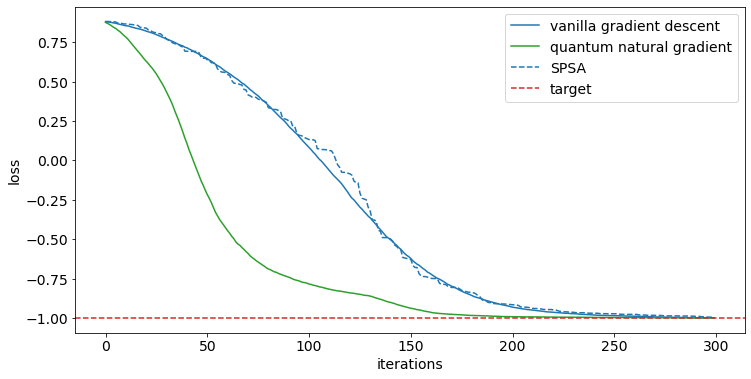 vanilla gradient descent
quantum natural gradient
SPSA
target
loss
0.75
0.50
0.25
0.00
−0.25
−0.50
−0.75
−1.00
0 50 100 150 200 250 300
iterations